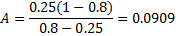 A = 0.25(1 − 0.8) / 0.8 − 0.25 = 0.0909